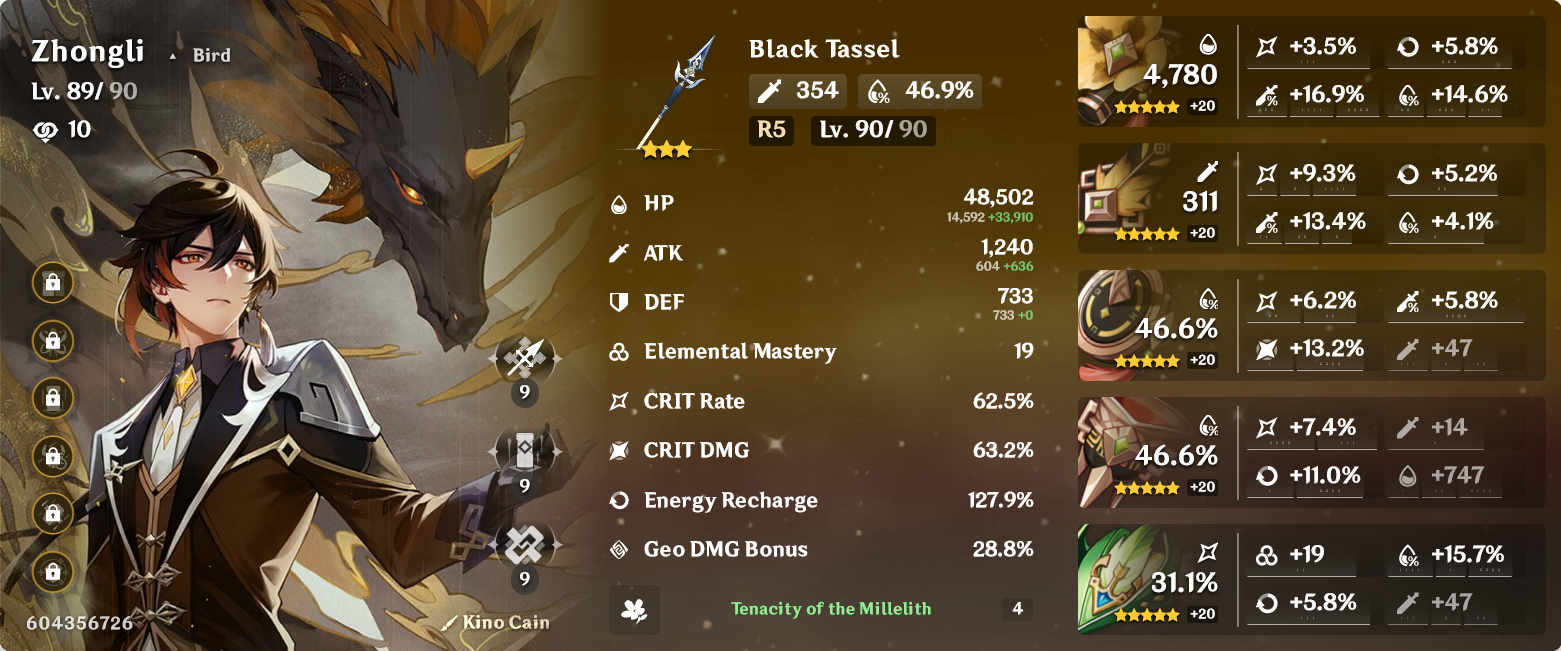 Zhongli ▲ Bird
Lv. 89/ 90
10
9
9
9
604356726
Kino Cain
Black Tassel
354 46.9%
R5 Lv. 90/ 90
HP 48,502
14,592 +33,910
ATK 1,240
604 +636
DEF 733
733 +0
Elemental Mastery 19
CRIT Rate 62.5%
CRIT DMG 63.2%
Energy Recharge 127.9%
Geo DMG Bonus 28.8%
Tenacity of the Millelith 4
4,780
+20
+3.5% +5.8%
+16.9% +14.6%
311
+20
+9.3% +5.2%
+13.4% +4.1%
46.6%
+20
+6.2% +5.8%
+13.2% +47
46.6%
+20
+7.4% +14
+11.0% +747
31.1%
+20
+19 +15.7%
+5.8% +47